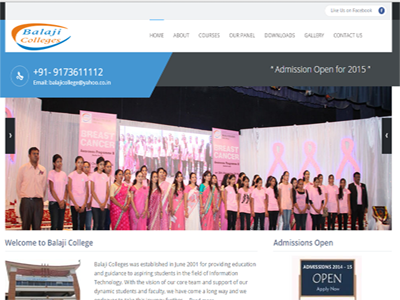 Like Us on Facebook
Balaji
Colleges
HOME ABOUT COURSES OUR PANEL DOWNLOADS GALLERY CONTACT US
+91- 9173611112
Email: balajicollege@yahoo.co.in
" Admission Open for 2015 "
BREAST
CANCER
Welcome to Balaji College
Admissions Open
Balaji Colleges was established in June 2001 for providing education
and guidance to aspiring students in the field of Information
Technology. With the vision of our care team and support of our
dynamic students and faculty, we have come a long way and we
ADMISSIONS 2014 - 15
OPEN
Apply Now